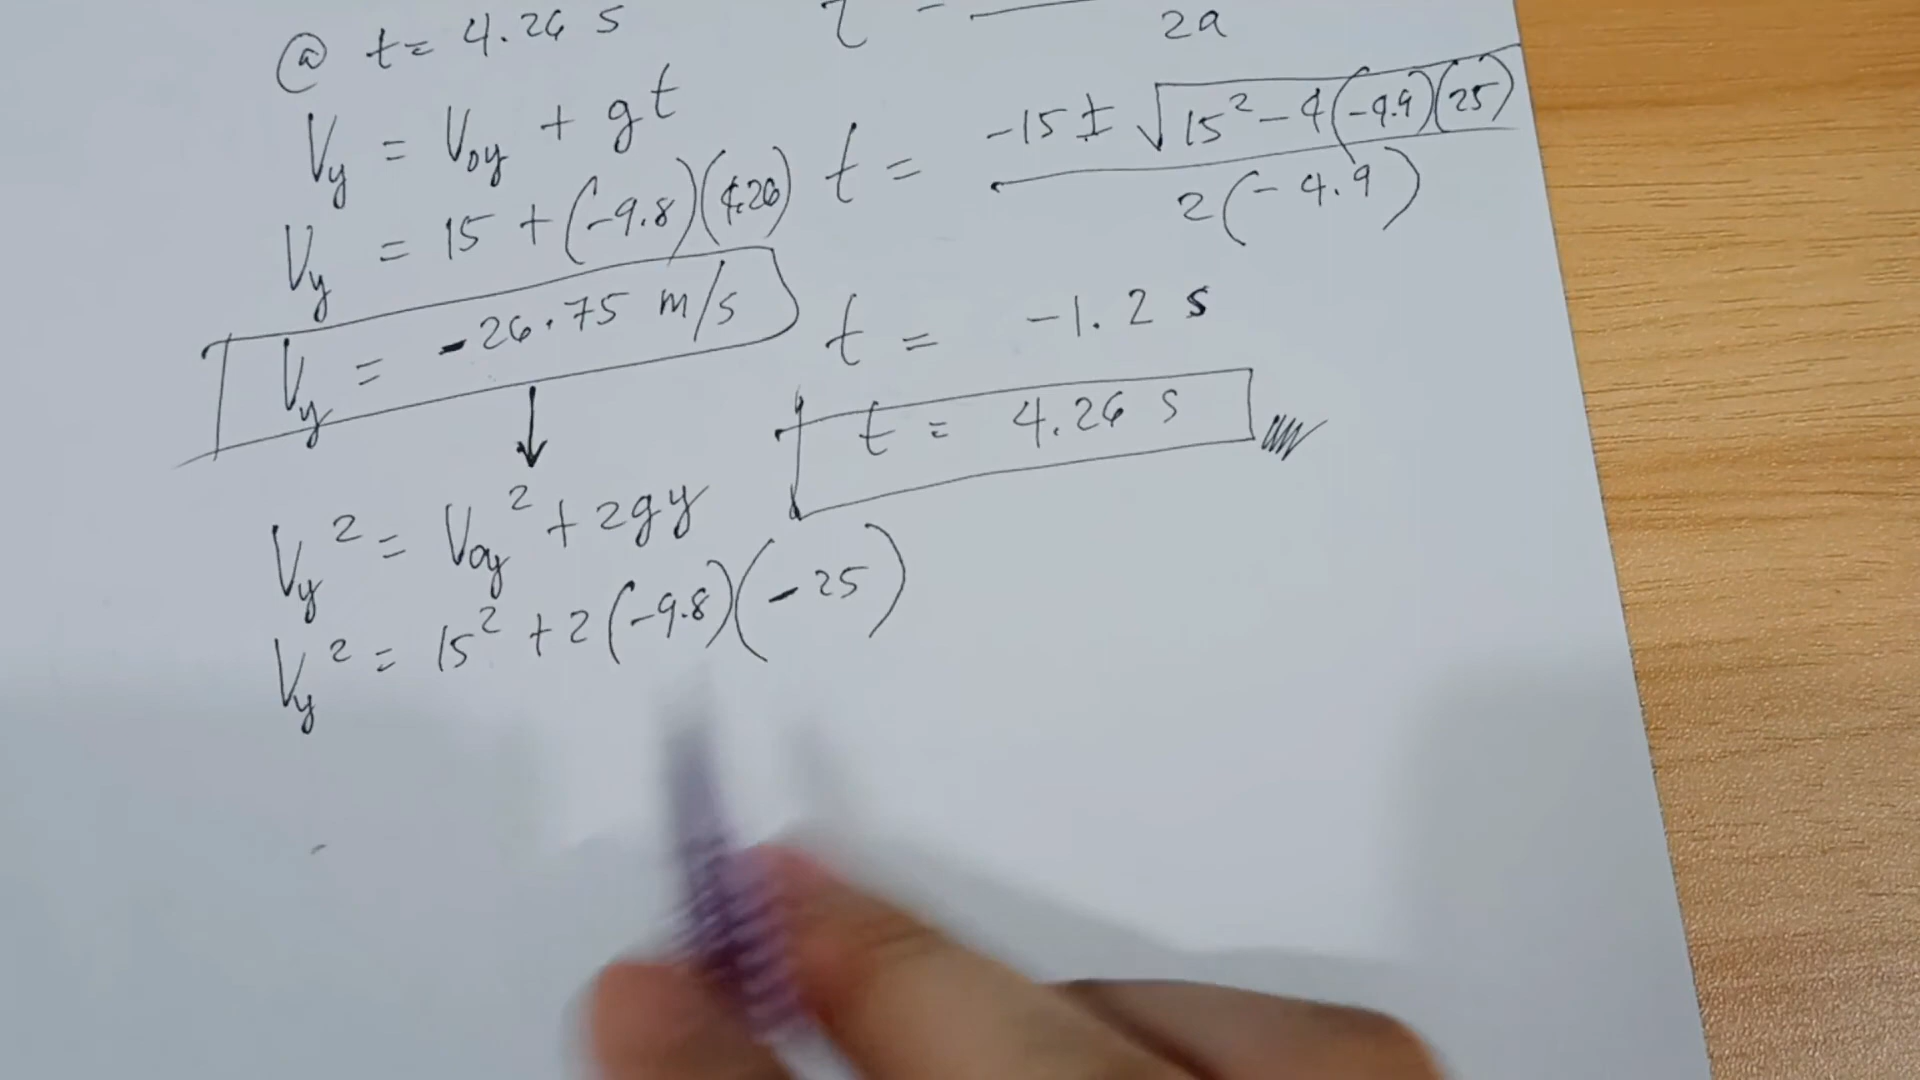 @ t = 4.26 s
Vy = Voy + gt
Vy = 15 + (-9.8)(4.26)
Vy = -26.75 m/s
↓
Vy² = Voy² + 2gy
Vy² = 15² + 2(-9.8)(-25)
2a
t = -15 ± √15² - 4(-4.9)(25) / 2(-4.9)
t = -1.2 s
t = 4.26 s